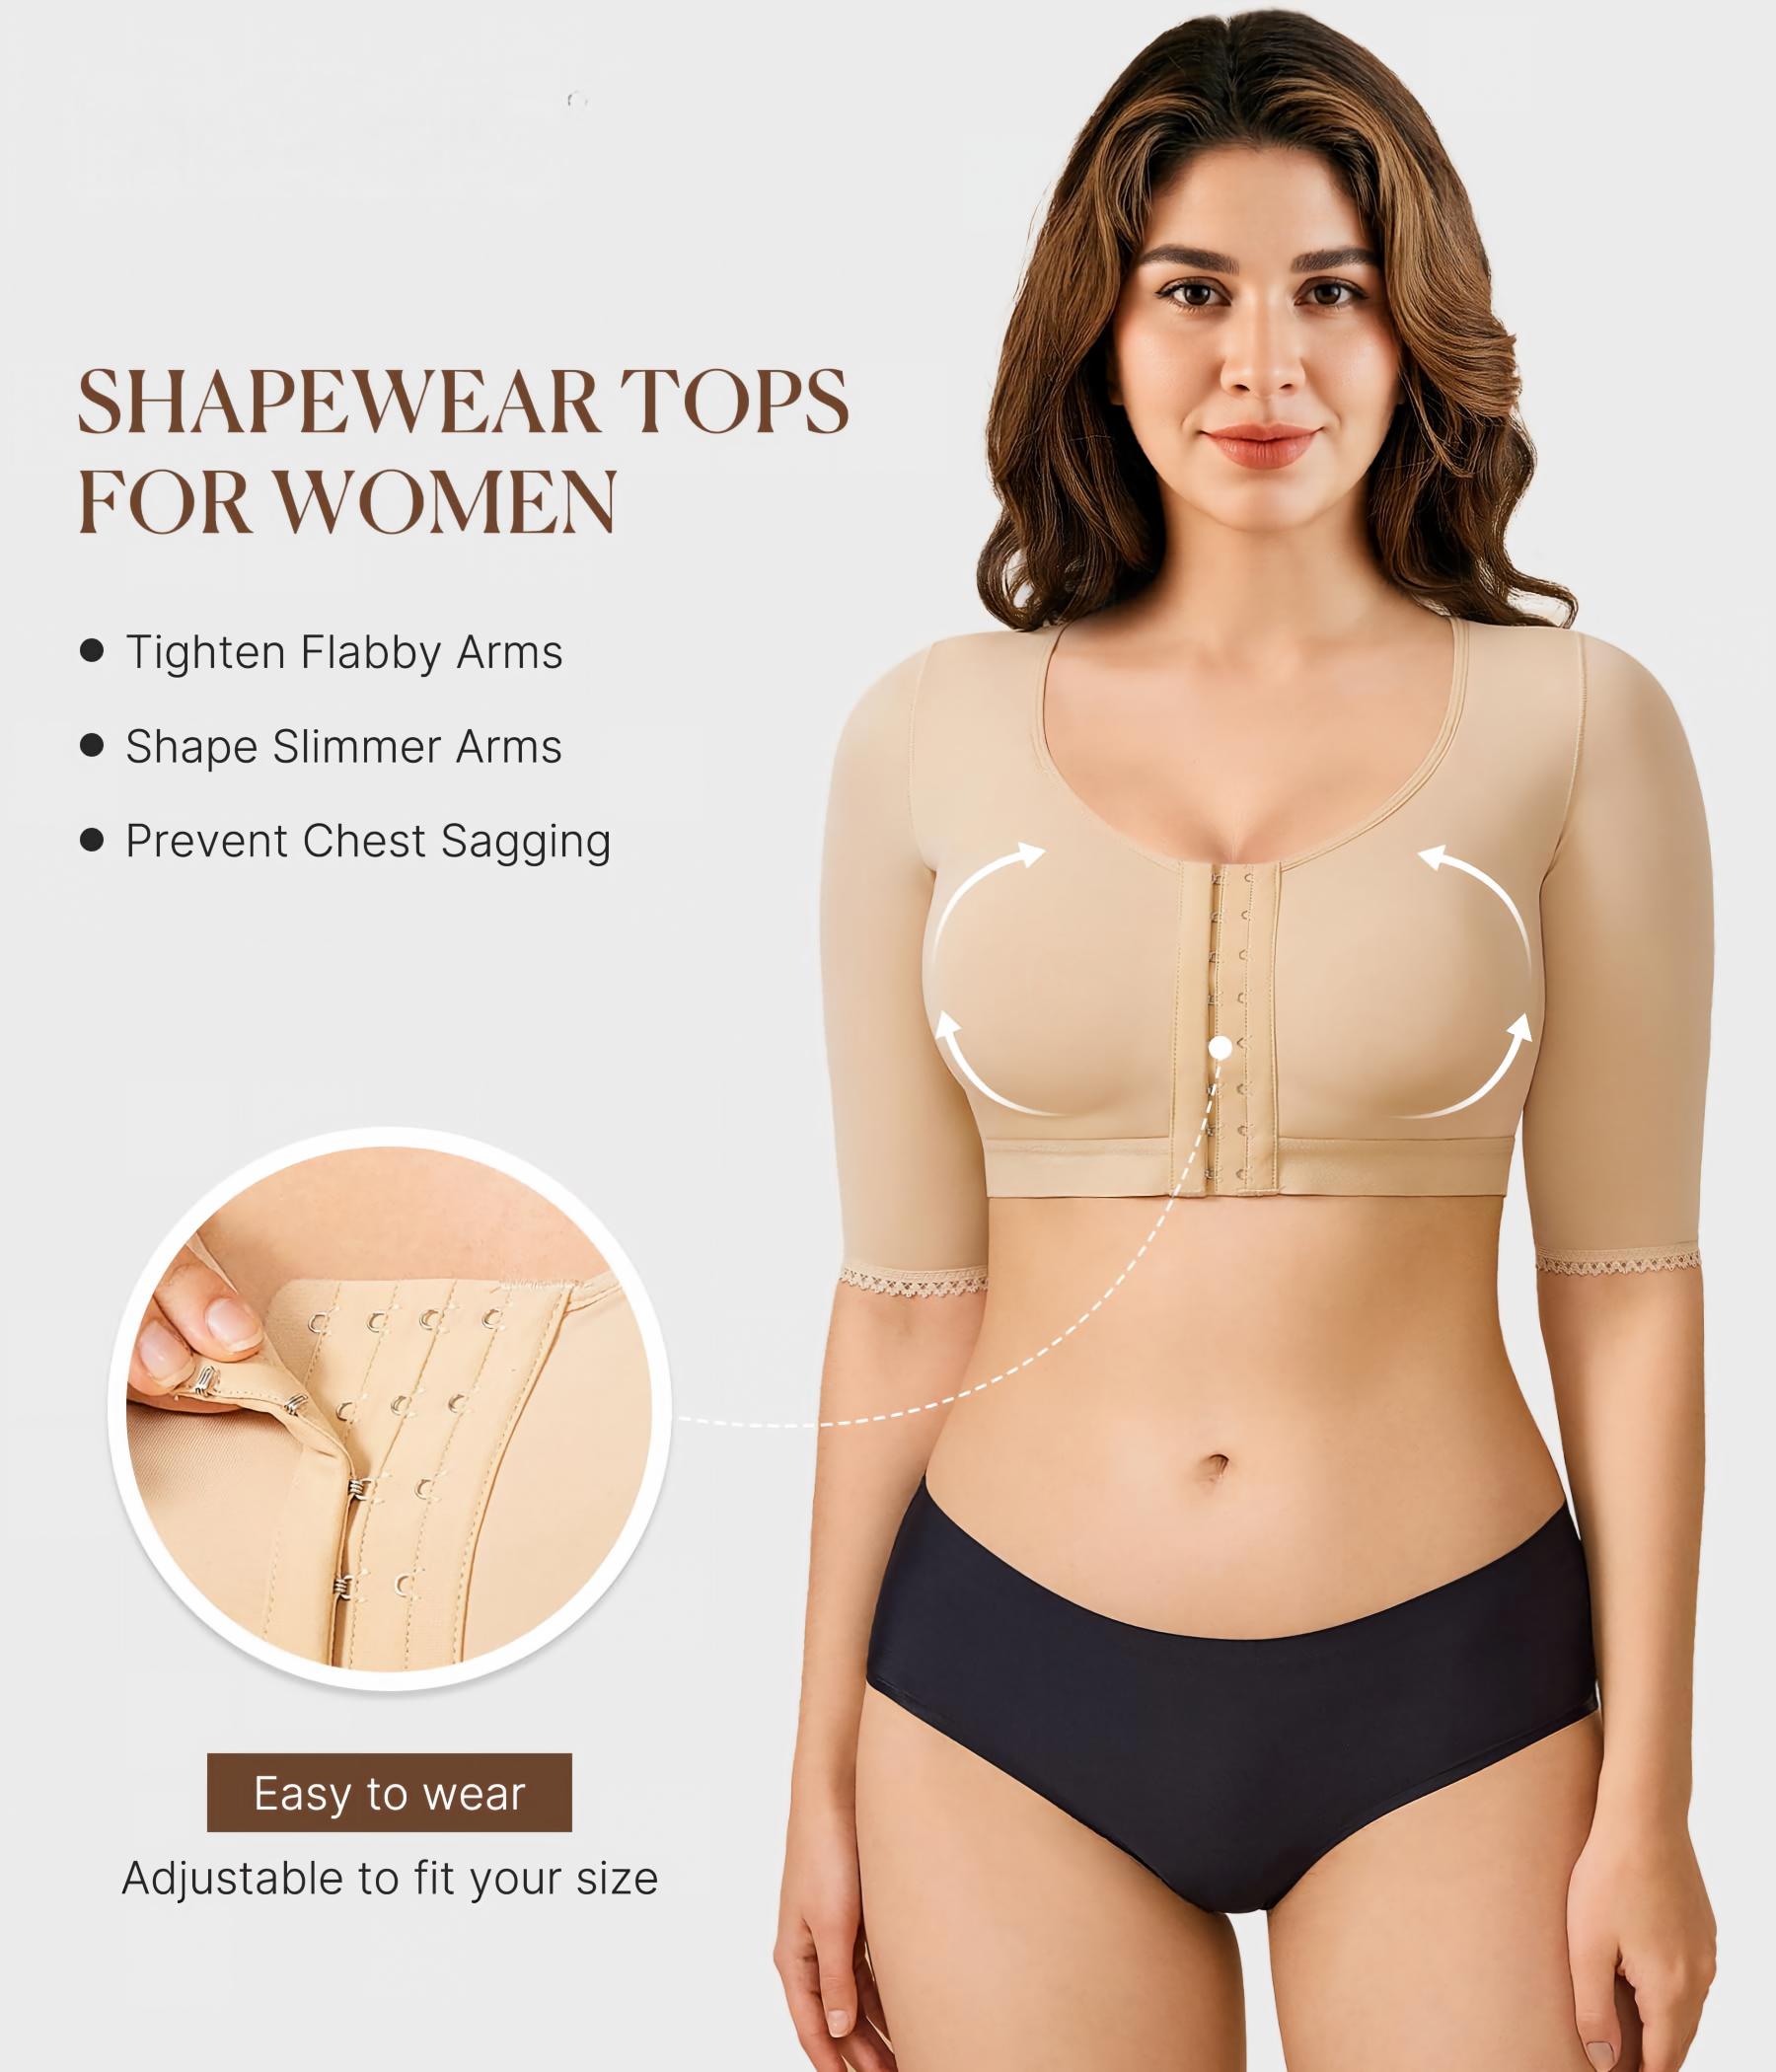 SHAPEWEAR TOPS
FOR WOMEN
Tighten Flabby Arms
Shape Slimmer Arms
Prevent Chest Sagging
Easy to wear
Adjustable to fit your size